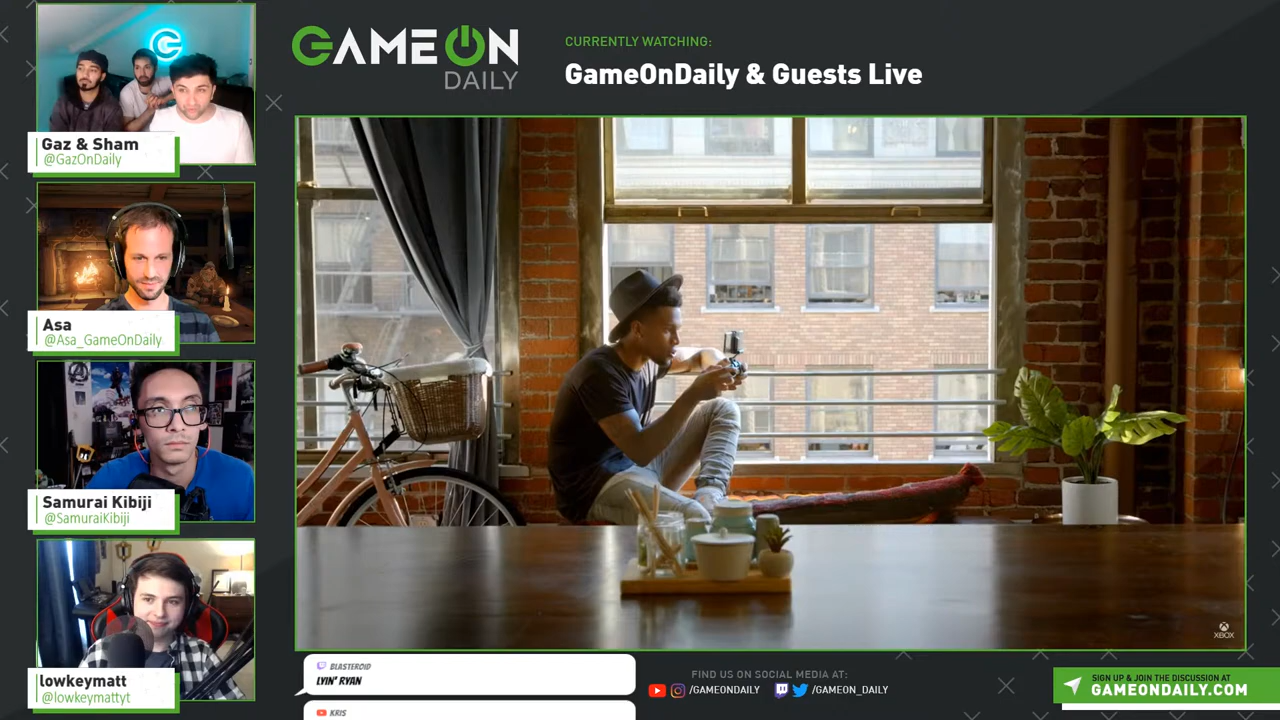 GAMEON
DAILY
CURRENTLY WATCHING:
GameOnDaily & Guests Live
Gaz & Sham
@GazOnDaily
Asa
@Asa_GameOnDaily
Samurai Kibiji
@SamuraiKibiji
lowkeymatt
@lowkeymattyt
XBOX
BLASTEROID
LYIN' RYAN
KRIS
FIND US ON SOCIAL MEDIA AT:
/GAMEONDAILY
/GAMEON_DAILY
SIGN UP & JOIN THE DISCUSSION AT
GAMEONDAILY.COM